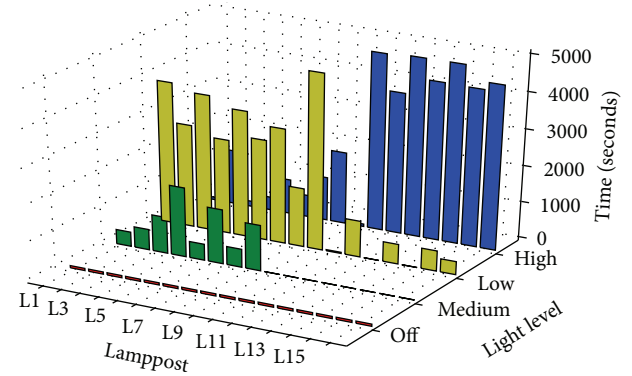 5000
4000
3000
2000
1000
0
Time (seconds)
High
Low
Medium
Off
Light level
L1 L3 L5 L7 L9 L11 L13 L15
Lamppost